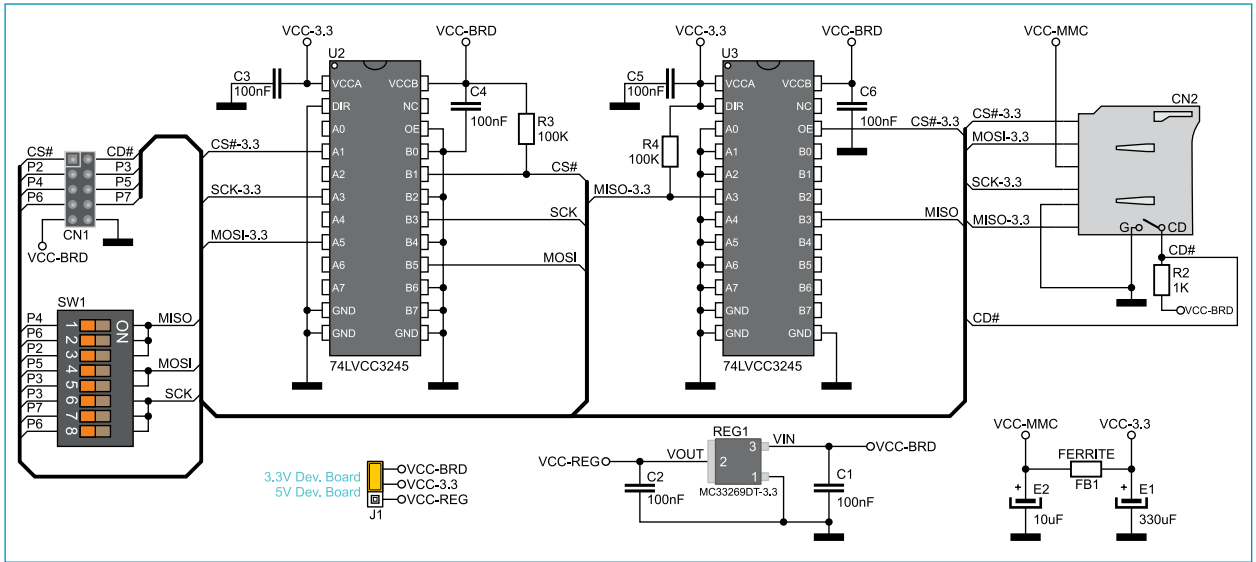 VCC-3.3
VCC-BRD
VCC-3.3
VCC-BRD
VCC-MMC
U2
U3
C3
100nF
C4
100nF
R3
100K
C5
100nF
R4
100K
C6
100nF
CN2
VCCA
DIR
A0
A1
A2
A3
A4
A5
A6
A7
GND
GND
VCCB
NC
OE
B0
B1
B2
B3
B4
B5
B6
B7
GND
74LVCC3245
VCCA
DIR
A0
A1
A2
A3
A4
A5
A6
A7
GND
GND
VCCB
NC
OE
B0
B1
B2
B3
B4
B5
B6
B7
GND
74LVCC3245
CS#
P2
P4
P6
CD#
P3
P5
P7
CN1
VCC-BRD
CS#-3.3
SCK-3.3
MOSI-3.3
CS#
SCK
MOSI
MISO-3.3
CS#-3.3
MISO
CS#-3.3
MOSI-3.3
SCK-3.3
MISO-3.3
G
CD
CD#
R2
1K
VCC-BRD
CD#
SW1
P4
P6
P2
P5
P3
P3
P7
P6
1
2
3
4
5
6
7
8
ON
MISO
MOSI
SCK
3.3V Dev. Board
5V Dev. Board
VCC-BRD
VCC-3.3
VCC-REG
J1
REG1
VCC-REG
VOUT
2
3
1
VIN
VCC-BRD
MC33269DT-3.3
C2
100nF
C1
100nF
VCC-MMC
VCC-3.3
FERRITE
FB1
+
E2
10uF
+
E1
330uF